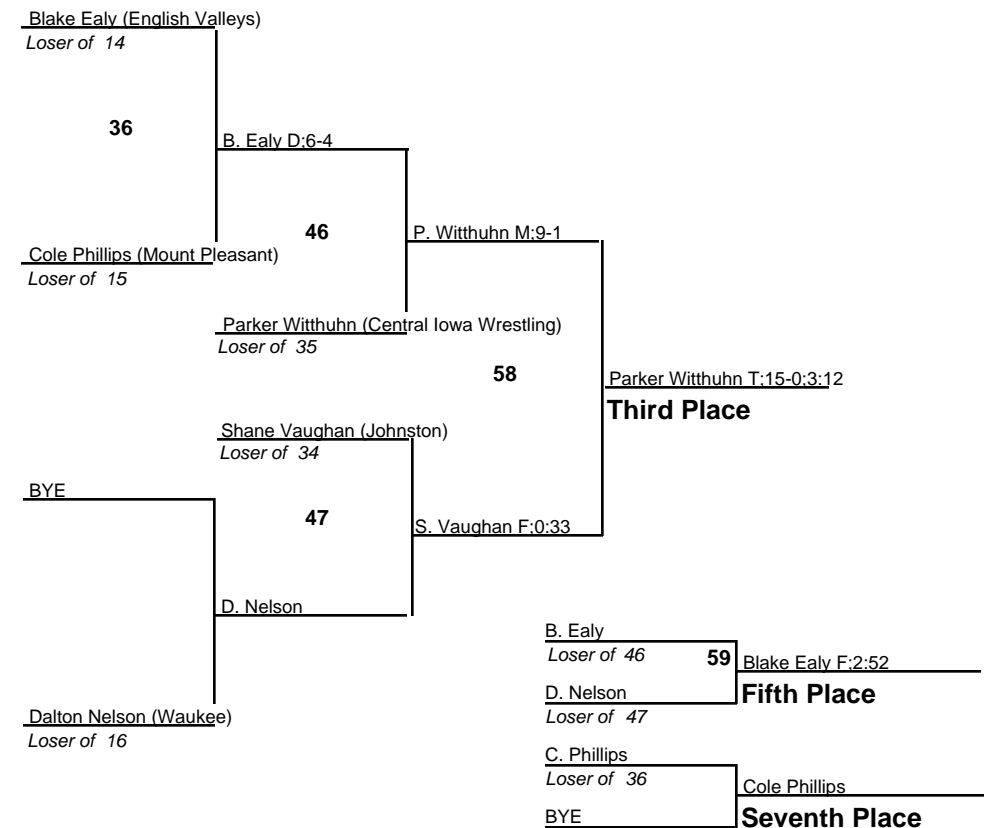 Blake Ealy (English Valleys)
Loser of 14
36
B. Ealy D;6-4
46
P. Witthuhn M;9-1
Cole Phillips (Mount Pleasant)
Loser of 15
Parker Witthuhn (Central Iowa Wrestling)
Loser of 35
58
Parker Witthuhn T;15-0;3:12
Third Place
Shane Vaughan (Johnston)
Loser of 34
BYE
47
S. Vaughan F;0:33
D. Nelson
Dalton Nelson (Waukee)
Loser of 16
B. Ealy
Loser of 46
59
Blake Ealy F;2:52
D. Nelson
Fifth Place
Loser of 47
C. Phillips
Loser of 36
Cole Phillips
BYE
Seventh Place